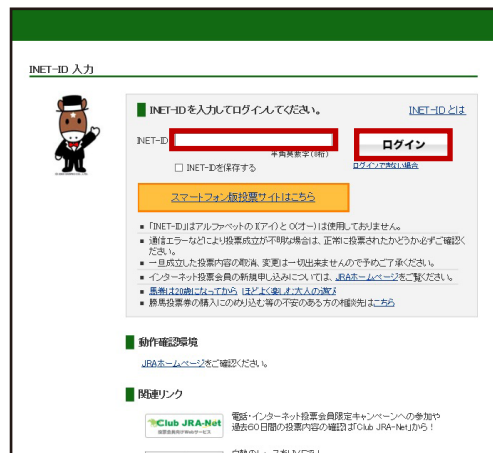 INET-ID 入力
INET-IDを入力してログインしてください。
INET-IDとは
INET-ID
半角英数字(8桁)
ログイン
INET-IDを保存する
ログインできない場合
スマートフォン版投票サイトはこちら
「INET-ID」はアルファベットの I(アイ) と O(オー) は使用しておりません。
通信エラーなどにより投票成立が不明な場合は、正常に投票されたかどうか必ずご確認く
ださい。
一旦成立した投票内容の取消、変更は一切出来ませんので予めご了承ください。
インターネット投票会員の新規申し込みについては、JRAホームページをご覧ください。
馬券は20歳になってから ほどよく楽しむ大人の遊び
勝馬投票券の購入にのめり込む等の不安のある方の相談先はこちら
動作確認環境
JRAホームページをご確認ください。
関連リンク
Club JRA-Net
電話・インターネット投票会員限定キャンペーンへの参加や
過去60日間の投票内容の確認は「Club JRA-Net」から!